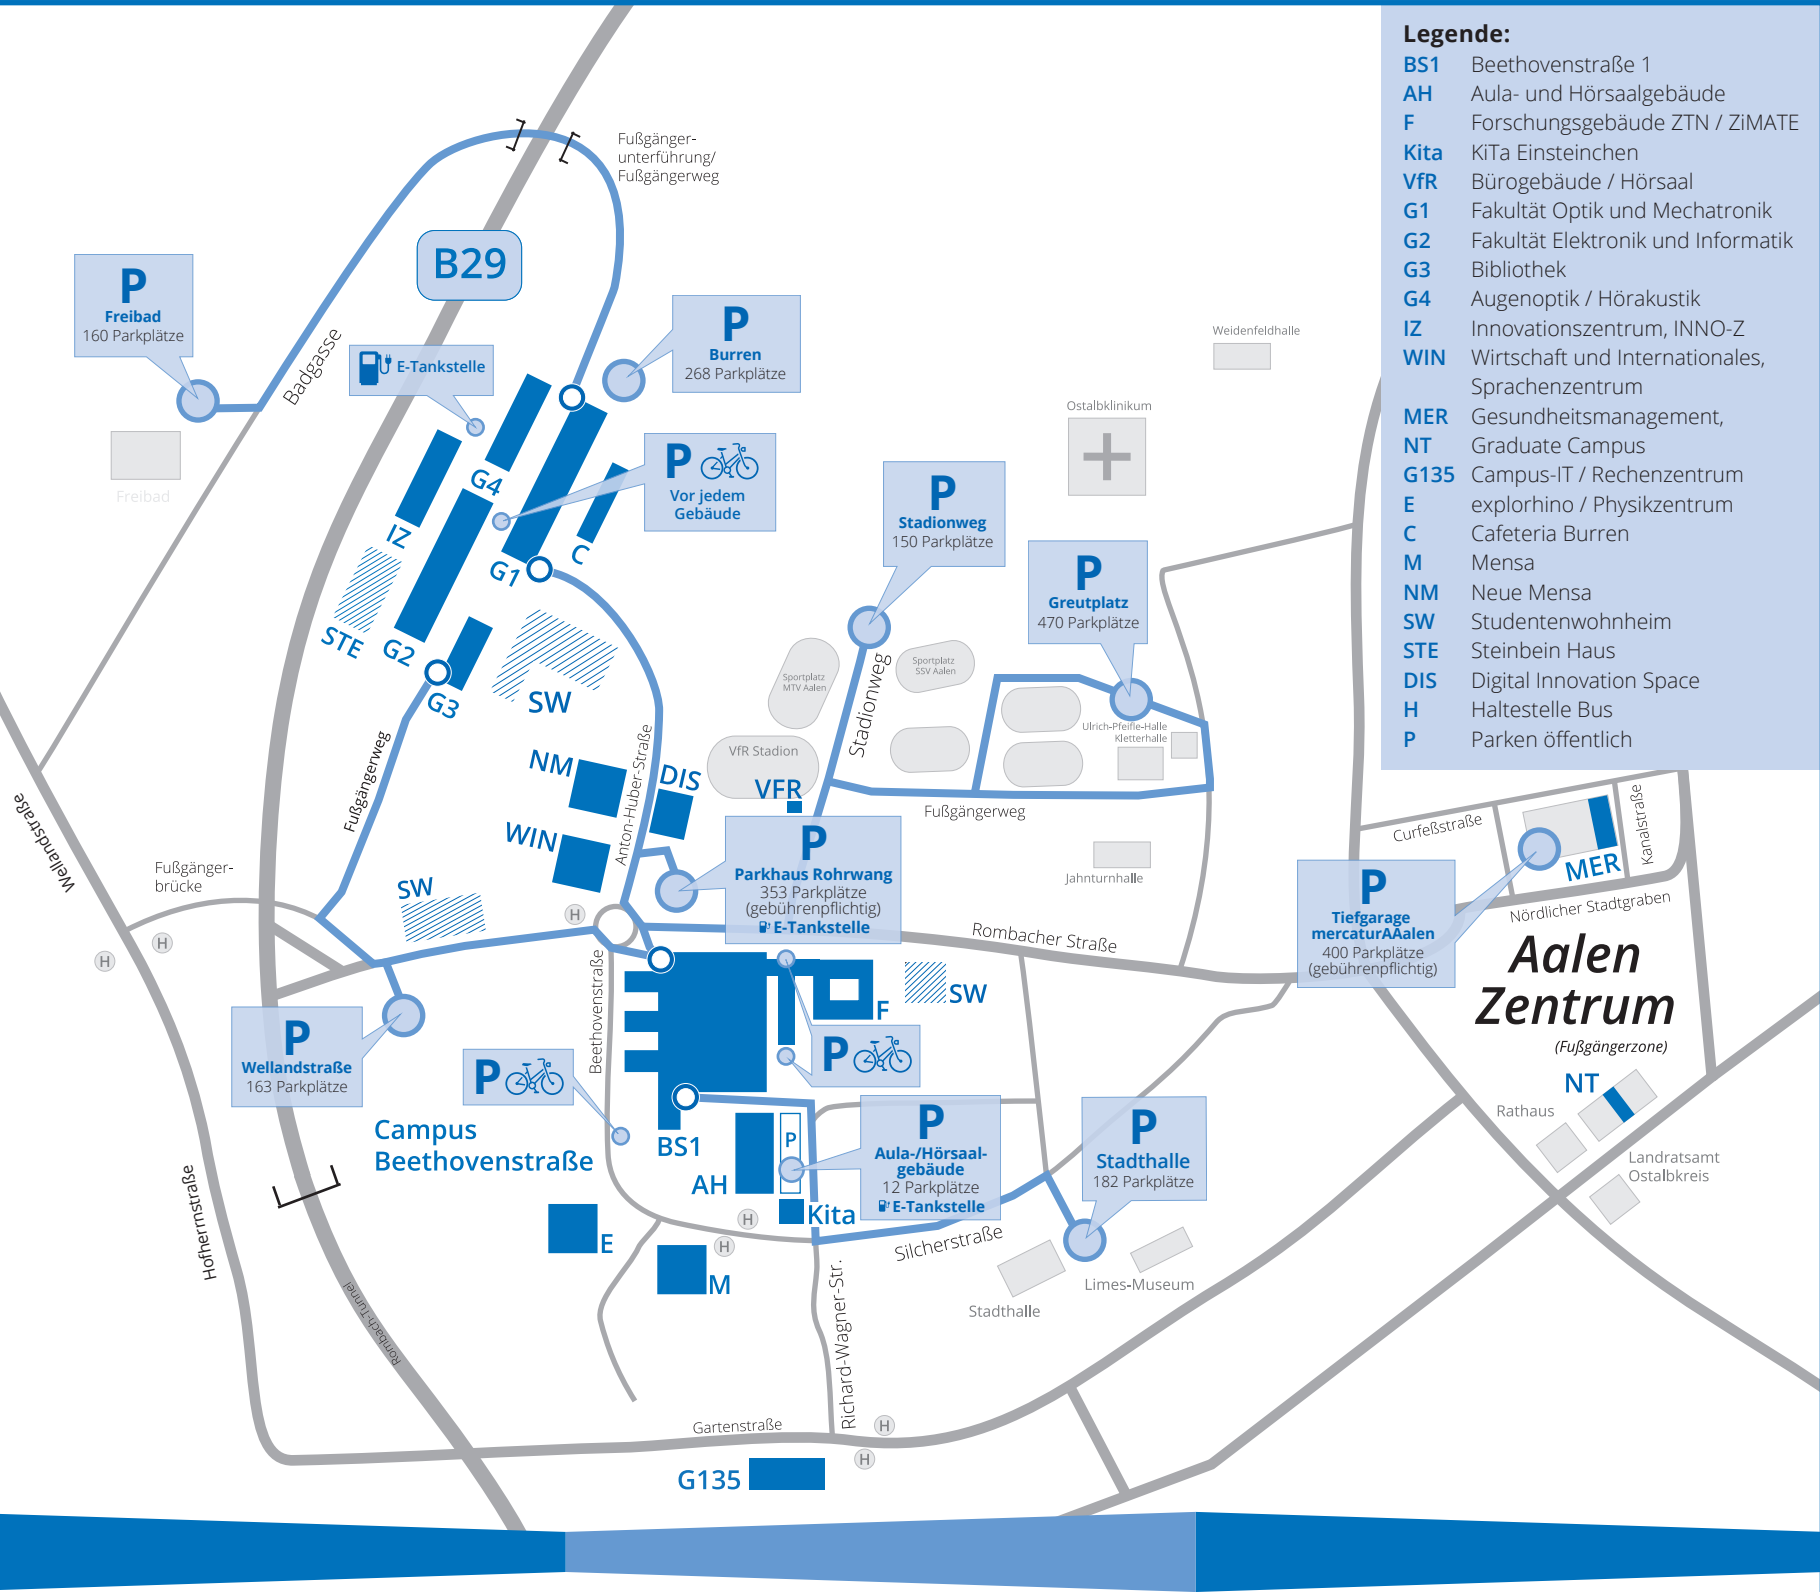 Legende:
BS1 Beethovenstraße 1
AH Aula- und Hörsaalgebäude
F Forschungsgebäude ZTN / ZiMATE
Kita KiTa Einsteinchen
VfR Bürogebäude / Hörsaal
G1 Fakultät Optik und Mechatronik
G2 Fakultät Elektronik und Informatik
G3 Bibliothek
G4 Augenoptik / Hörakustik
IZ Innovationszentrum, INNO-Z
WIN Wirtschaft und Internationales,
Sprachenzentrum
MER Gesundheitsmanagement,
NT Graduate Campus
G135 Campus-IT / Rechenzentrum
E explorhino / Physikzentrum
C Cafeteria Burren
M Mensa
NM Neue Mensa
SW Studentenwohnheim
STE Steinbein Haus
DIS Digital Innovation Space
H Haltestelle Bus
P Parken öffentlich
Fußgänger-
unterführung/
Fußgängerweg
B29
P
Freibad
160 Parkplätze
Badgasse
Freibad
E-Tankstelle
P
Burren
268 Parkplätze
P
Vor jedem
Gebäude
G4
IZ
G1
C
STE
G2
G3
SW
Weidenfeldhalle
Ostalbklinikum
P
Stadionweg
150 Parkplätze
P
Greutplatz
470 Parkplätze
Sportplatz
MTV Aalen
Sportplatz
SSV Aalen
Stadionweg
VfR Stadion
VFR
Ulrich-Pfeifle-Halle
Kletterhalle
Fußgängerweg
Jahnturnhalle
Fußgängerweg
NM
DIS
WIN
Anton-Huber-Straße
Wellandstraße
Fußgänger-
brücke
SW
H
H
H
P
Parkhaus Rohrwang
353 Parkplätze
(gebührenpflichtig)
E-Tankstelle
Rombacher Straße
Curfeßstraße
Kanalstraße
MER
Nördlicher Stadtgraben
P
Tiefgarage
mercaturAAalen
400 Parkplätze
(gebührenpflichtig)
Aalen
Zentrum
(Fußgängerzone)
NT
Rathaus
Landratsamt
Ostalbkreis
P
Wellandstraße
163 Parkplätze
Beethovenstraße
F
SW
P
P
Campus
Beethovenstraße
BS1
AH
P
P
Aula-/Hörsaal-
gebäude
12 Parkplätze
E-Tankstelle
P
Stadthalle
182 Parkplätze
Kita
H
H
E
M
Silcherstraße
Stadthalle
Limes-Museum
Hofherrnstraße
Rombach-Tunnel
Richard-Wagner-Str.
Gartenstraße
H
H
G135